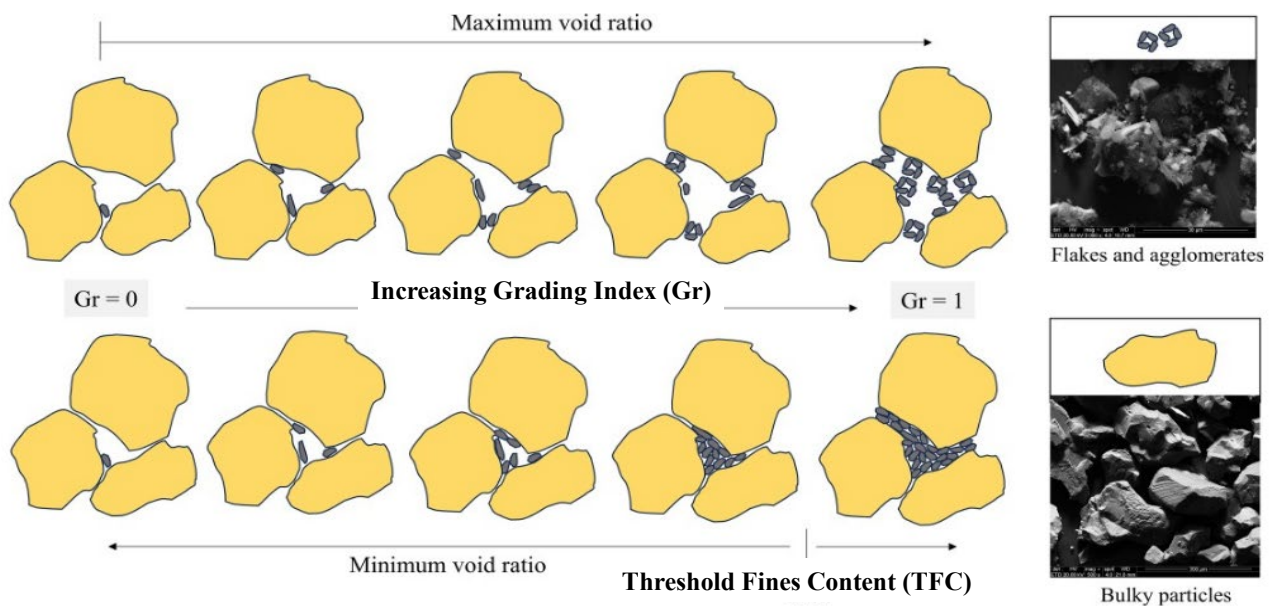 Maximum void ratio
Flakes and agglomerates
Gr = 0
Increasing Grading Index (Gr)
Gr = 1
Minimum void ratio
Threshold Fines Content (TFC)
Bulky particles